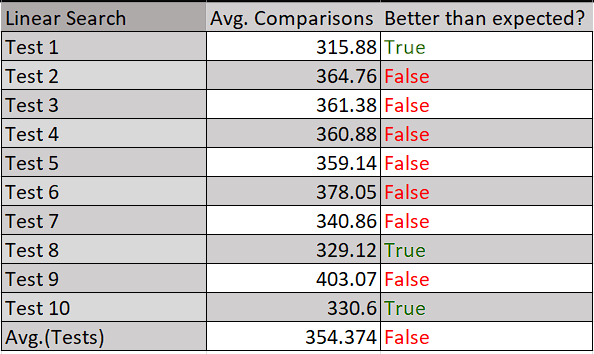 Linear Search Avg. Comparisons Better than expected?
Test 1 315.88 True
Test 2 364.76 False
Test 3 361.38 False
Test 4 360.88 False
Test 5 359.14 False
Test 6 378.05 False
Test 7 340.86 False
Test 8 329.12 True
Test 9 403.07 False
Test 10 330.6 True
Avg.(Tests) 354.374 False